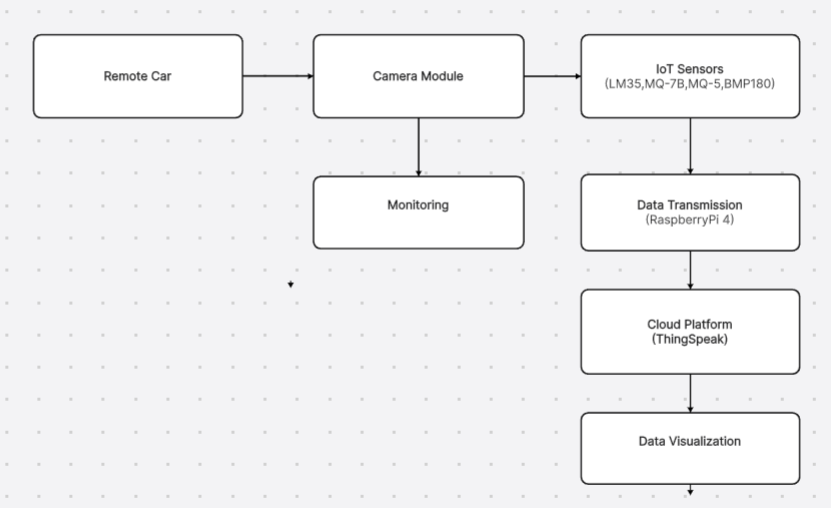 Remote Car
Camera Module
IoT Sensors
(LM35,MQ-7B,MQ-5,BMP180)
Monitoring
Data Transmission
(RaspberryPi 4)
Cloud Platform
(ThingSpeak)
Data Visualization